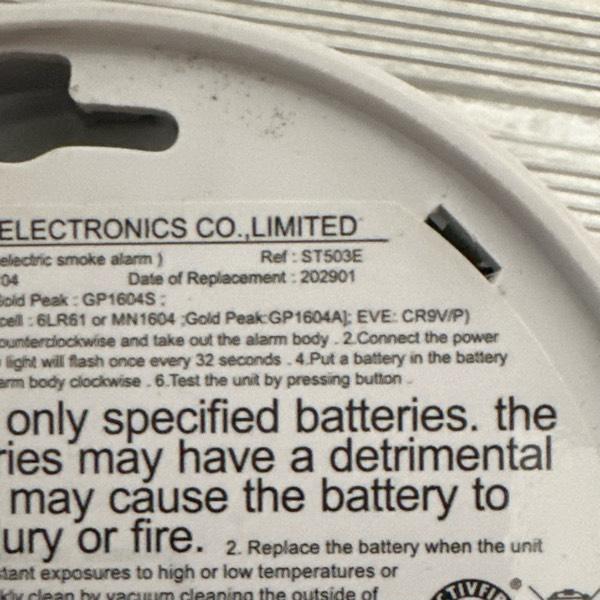 ELECTRONICS CO.,LIMITED
electric smoke alarm ) Ref : ST503E
04 Date of Replacement : 202901
Gold Peak : GP1604S ;
cell : 6LR61 or MN1604 ;Gold Peak:GP1604A]; EVE: CR9V/P)
ounterclockwise and take out the alarm body . 2.Connect the power
light will flash once every 32 seconds . 4.Put a battery in the battery
arm body clockwise . 6.Test the unit by pressing button .
only specified batteries. the
ries may have a detrimental
may cause the battery to
ury or fire. 2. Replace the battery when the unit
stant exposures to high or low temperatures or
kly clean by vacuum cleaning the outside of
CTIVFIR ®